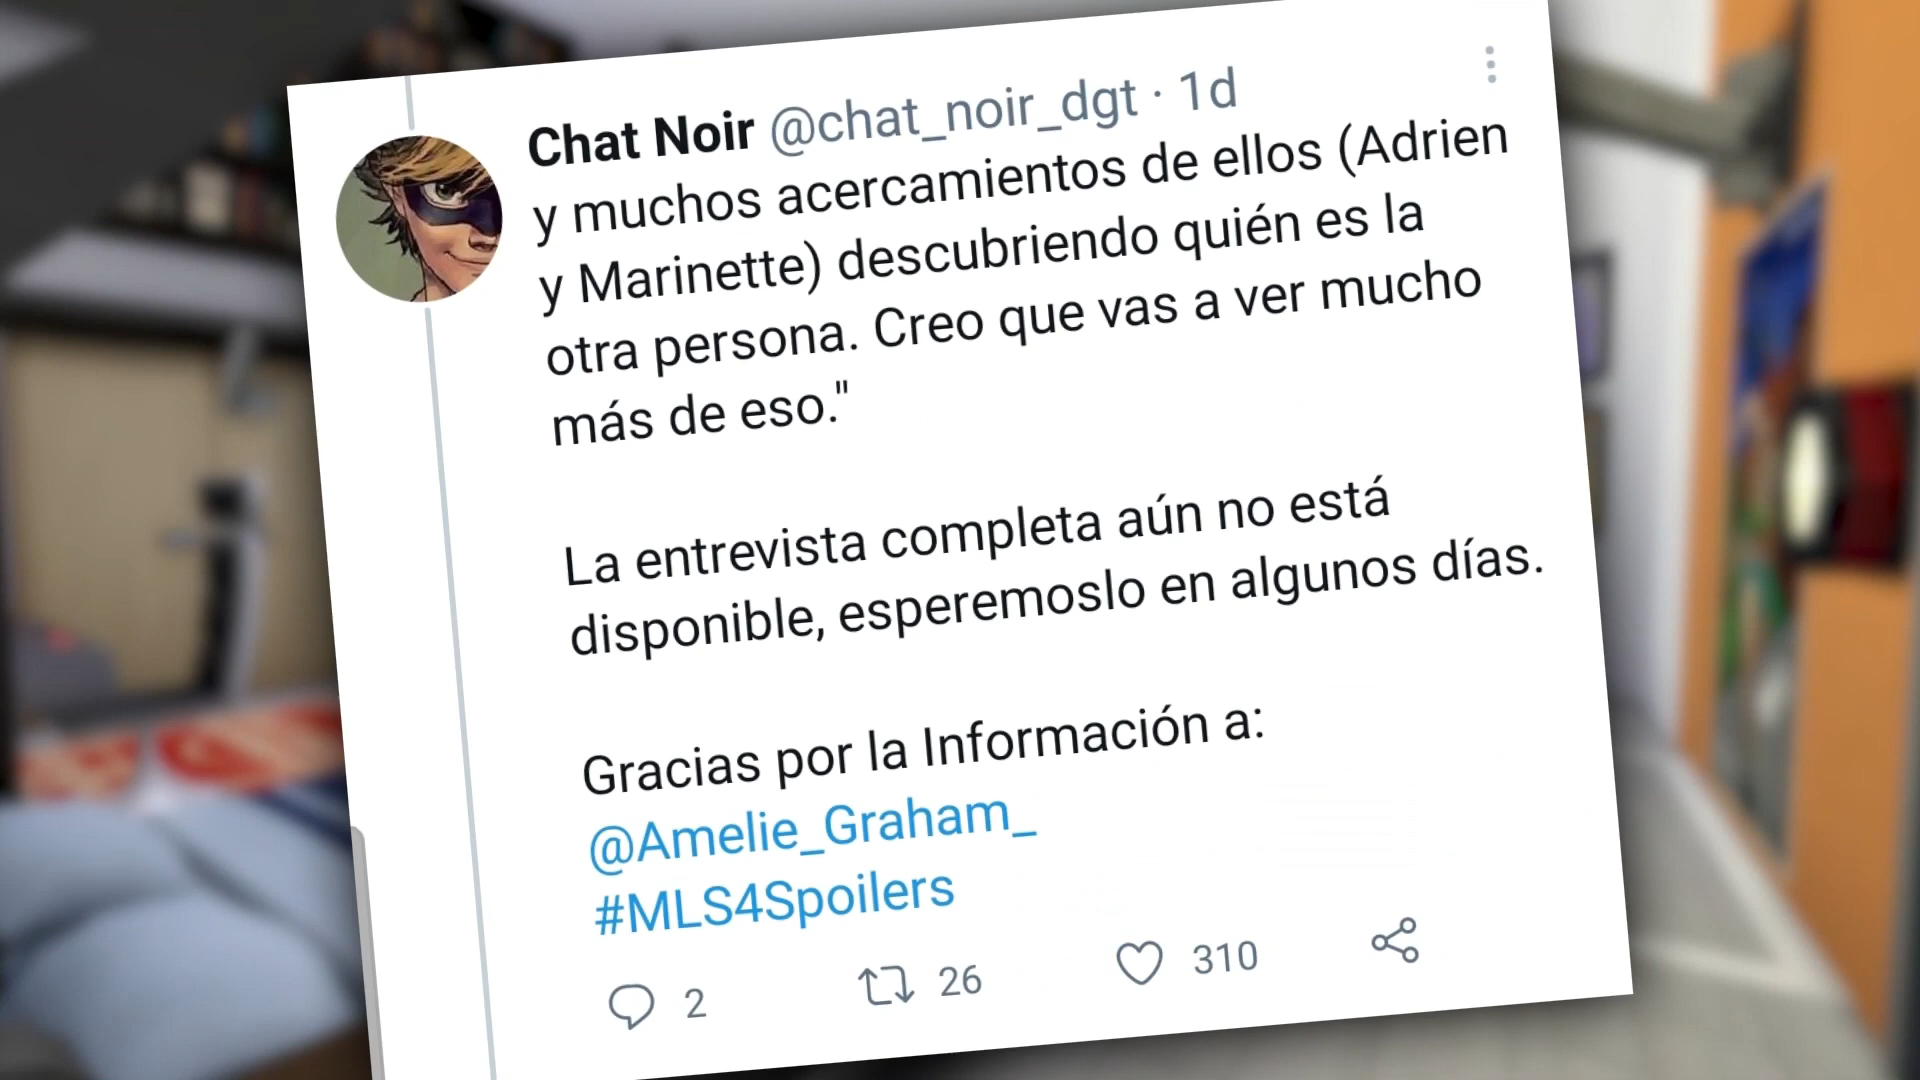 Chat Noir @chat_noir_dgt · 1d
y muchos acercamientos de ellos (Adrien
y Marinette) descubriendo quién es la
otra persona. Creo que vas a ver mucho
más de eso."
La entrevista completa aún no está
disponible, esperemoslo en algunos días.
Gracias por la Información a:
@Amelie_Graham_
#MLS4Spoilers
2 26 310